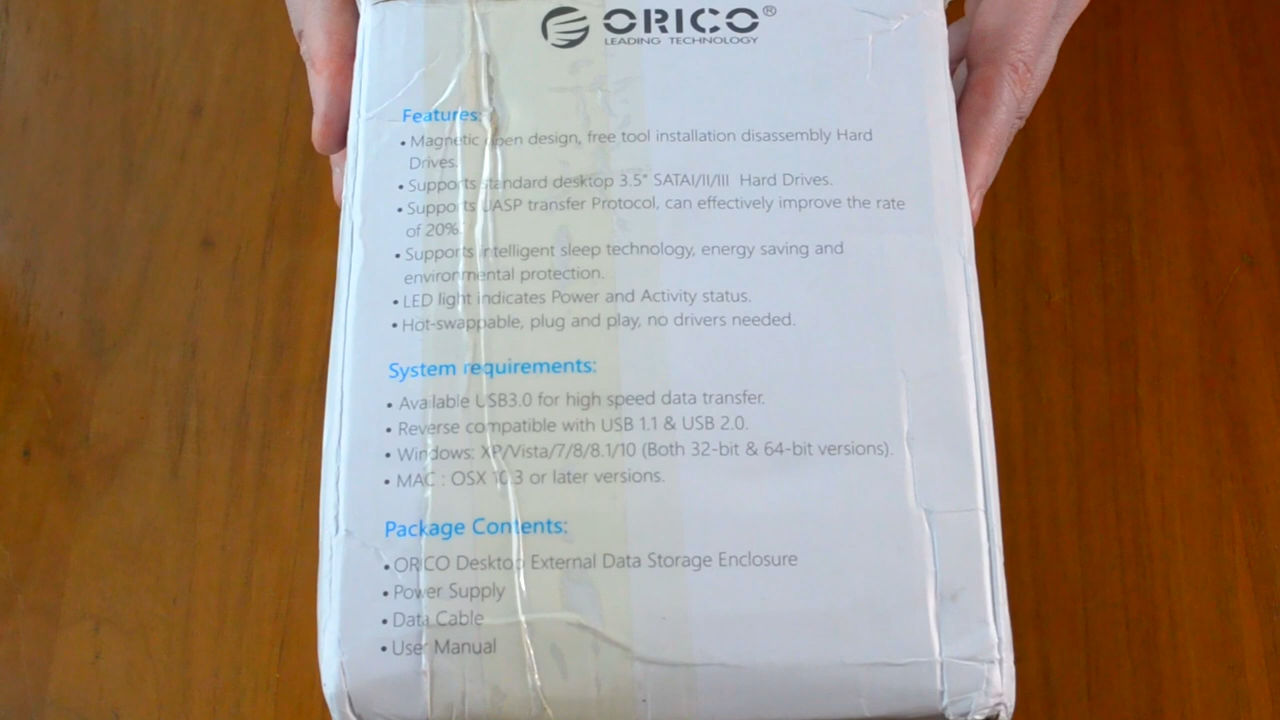 ORICO®
LEADING TECHNOLOGY
Features:
• Magnetic open design, free tool installation disassembly Hard
Drives.
• Supports standard desktop 3.5" SATAI/II/III Hard Drives.
• Supports UASP transfer Protocol, can effectively improve the rate
of 20%.
• Supports intelligent sleep technology, energy saving and
environmental protection.
• LED light indicates Power and Activity status.
• Hot-swappable, plug and play, no drivers needed.
System requirements:
• Available USB3.0 for high speed data transfer.
• Reverse compatible with USB 1.1 & USB 2.0.
• Windows: XP/Vista/7/8/8.1/10 (Both 32-bit & 64-bit versions).
• MAC : OSX 10.3 or later versions.
Package Contents:
• ORICO Desktop External Data Storage Enclosure
• Power Supply
• Data Cable
• User Manual